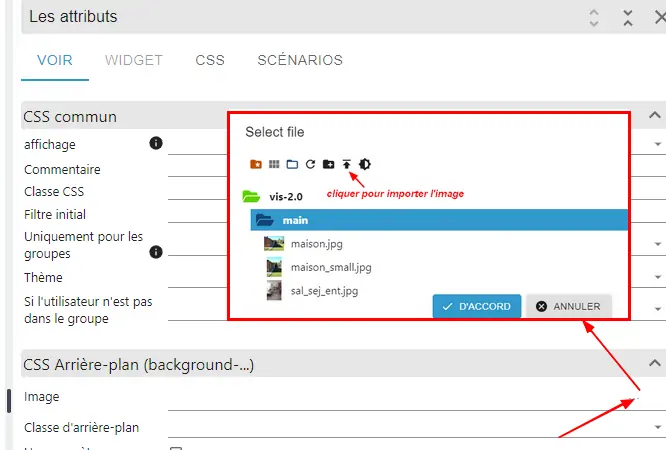 Les attributs
VOIR WIDGET CSS SCÉNARIOS
CSS commun
affichage
Commentaire
Classe CSS
Filtre initial
Uniquement pour les
groupes
Thème
Si l'utilisateur n'est pas
dans le groupe
Select file
cliquer pour importer l'image
vis-2.0
main
maison.jpg
maison_small.jpg
sal_sej_ent.jpg
D'ACCORD ANNULER
CSS Arrière-plan (background-...)
Image
Classe d'arrière-plan